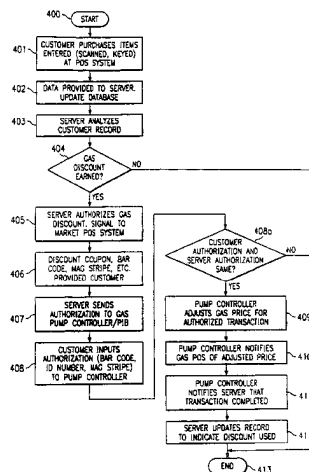 400
START
401
CUSTOMER PURCHASES ITEMS
ENTERED (SCANNED, KEYED)
AT POS SYSTEM
402
DATA PROVIDED TO SERVER.
UPDATE DATABASE
403
SERVER ANALYZES
CUSTOMER RECORD
404
GAS
DISCOUNT
EARNED?
NO
YES
405
SERVER AUTHORIZES GAS
DISCOUNT. SIGNAL TO
MARKET POS SYSTEM
406
DISCOUNT COUPON, BAR
CODE, MAG STRIPE, ETC.
PROVIDED CUSTOMER
407
SERVER SENDS
AUTHORIZATION TO GAS
PUMP CONTROLLER/PIB
408
CUSTOMER INPUTS
AUTHORIZATION (BAR CODE,
ID NUMBER, MAG STRIPE)
TO PUMP CONTROLLER
408a
CUSTOMER
AUTHORIZATION AND
SERVER AUTHORIZATION
SAME?
NO
YES
PUMP CONTROLLER
ADJUSTS GAS PRICE FOR
AUTHORIZED TRANSACTION
409
PUMP CONTROLLER NOTIFIES
GAS POS OF ADJUSTED PRICE
410
PUMP CONTROLLER
NOTIFIES SERVER THAT
TRANSACTION COMPLETED
41
SERVER UPDATES RECORD
TO INDICATE DISCOUNT USED
41
END
413